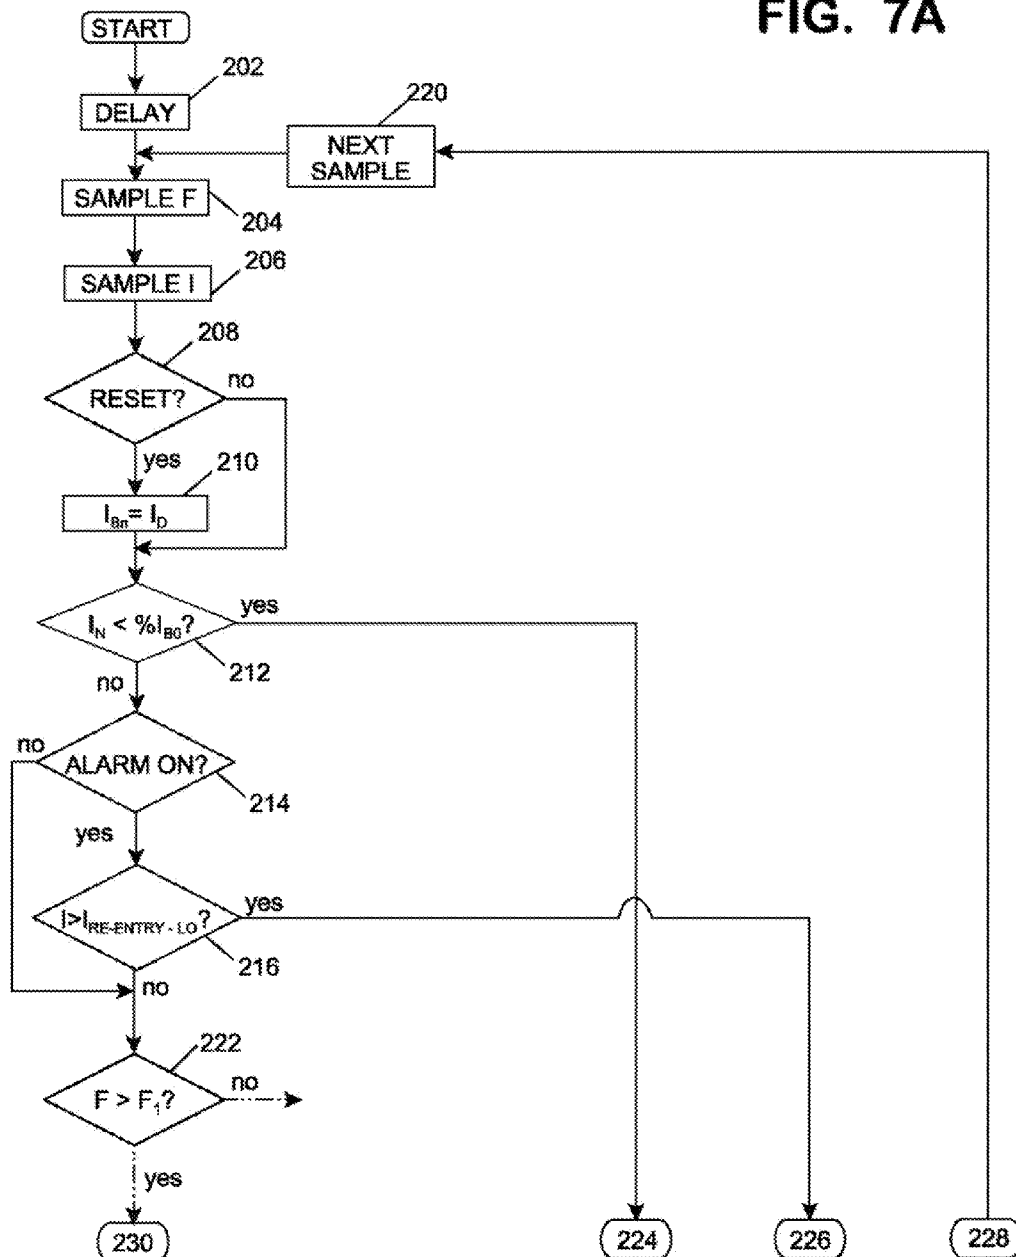 FIG. 7A
START
202
DELAY
220
NEXT
SAMPLE
SAMPLE F
204
206
SAMPLE I
208
RESET?
no
yes
210
I_Bn = I_D
I_N < %I_B0?
yes
212
no
no
ALARM ON?
214
yes
I>I_RE-ENTRY - LO?
yes
216
no
222
F > F_1?
no
yes
230
224
226
228